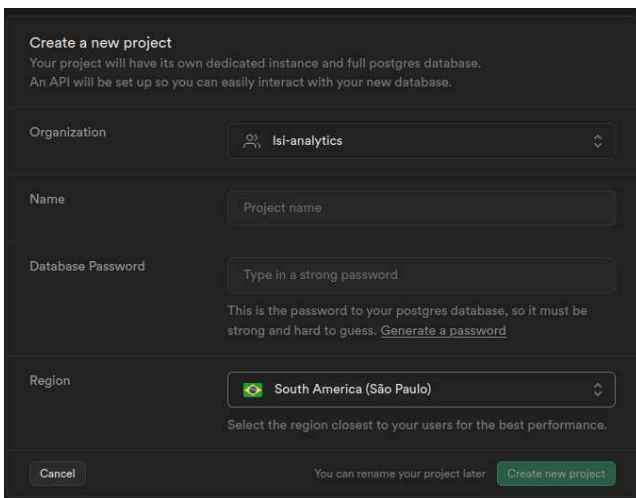 Create a new project
Your project will have its own dedicated instance and full postgres database.
An API will be set up so you can easily interact with your new database.
Organization
lsi-analytics
Name
Project name
Database Password
Type in a strong password
This is the password to your postgres database, so it must be
strong and hard to guess. Generate a password
Region
South America (São Paulo)
Select the region closest to your users for the best performance.
Cancel
You can rename your project later
Create new project